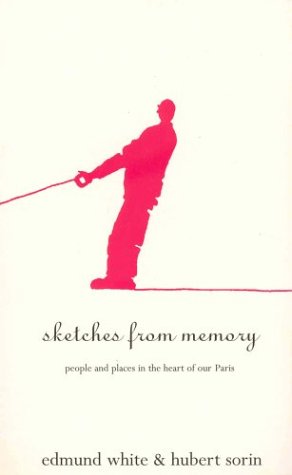 sketches from memory
people and places in the heart of our Paris
edmund white & hubert sorin